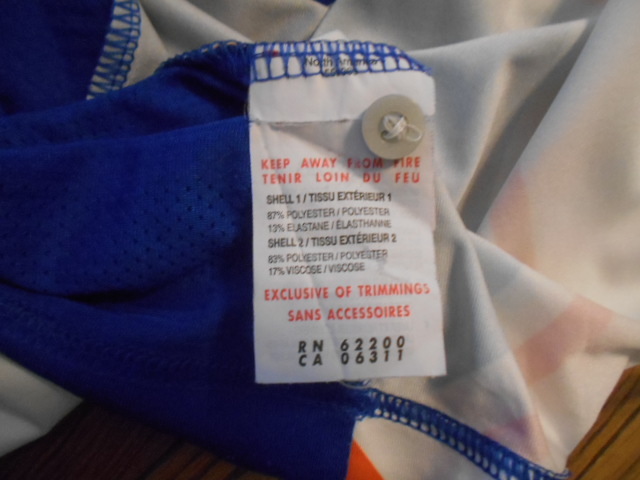 North America
KEEP AWAY FROM FIRE
TENIR LOIN DU FEU
SHELL 1 / TISSU EXTÉRIEUR 1
87% POLYESTER / POLYESTER
13% ELASTANE / ÉLASTHANNE
SHELL 2 / TISSU EXTÉRIEUR 2
83% POLYESTER / POLYESTER
17% VISCOSE / VISCOSE
EXCLUSIVE OF TRIMMINGS
SANS ACCESSOIRES
RN 62200
CA 06311